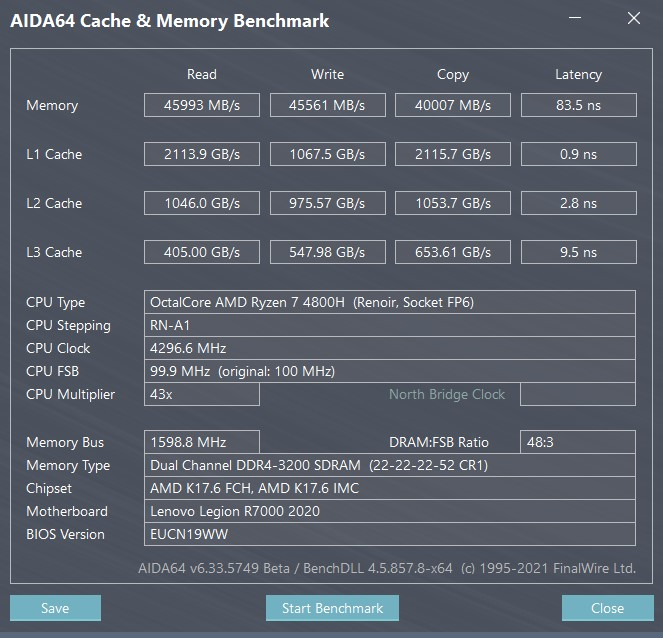 AIDA64 Cache & Memory Benchmark
Read Write Copy Latency
Memory 45993 MB/s 45561 MB/s 40007 MB/s 83.5 ns
L1 Cache 2113.9 GB/s 1067.5 GB/s 2115.7 GB/s 0.9 ns
L2 Cache 1046.0 GB/s 975.57 GB/s 1053.7 GB/s 2.8 ns
L3 Cache 405.00 GB/s 547.98 GB/s 653.61 GB/s 9.5 ns
CPU Type OctalCore AMD Ryzen 7 4800H (Renoir, Socket FP6)
CPU Stepping RN-A1
CPU Clock 4296.6 MHz
CPU FSB 99.9 MHz (original: 100 MHz)
CPU Multiplier 43x North Bridge Clock
Memory Bus 1598.8 MHz DRAM:FSB Ratio 48:3
Memory Type Dual Channel DDR4-3200 SDRAM (22-22-22-52 CR1)
Chipset AMD K17.6 FCH, AMD K17.6 IMC
Motherboard Lenovo Legion R7000 2020
BIOS Version EUCN19WW
AIDA64 v6.33.5749 Beta / BenchDLL 4.5.857.8-x64 (c) 1995-2021 FinalWire Ltd.
Save Start Benchmark Close